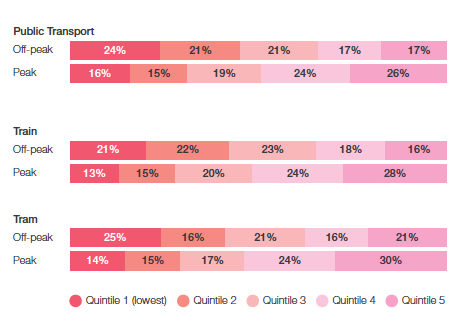 Public Transport
Off-peak 24% 21% 21% 17% 17%
Peak 16% 15% 19% 24% 26%
Train
Off-peak 21% 22% 23% 18% 16%
Peak 13% 15% 20% 24% 28%
Tram
Off-peak 25% 16% 21% 16% 21%
Peak 14% 15% 17% 24% 30%
Quintile 1 (lowest) Quintile 2 Quintile 3 Quintile 4 Quintile 5